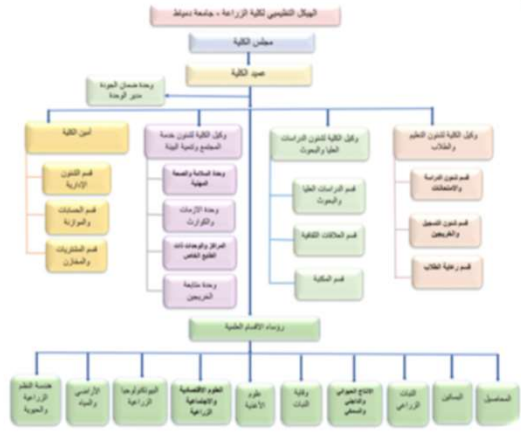 الهيكل التنظيمي لكلية الزراعة - جامعة دمياط
مجلس الكلية
عميد الكلية
وحدة ضمان الجودة
مدير الوحدة
وكيل الكلية لشئون التعليم
والطلاب
قسم شئون الدراسة
والامتحانات
قسم شئون التسجيل
والخريجين
قسم رعاية الطلاب
وكيل الكلية لشئون الدراسات
العليا والبحوث
قسم الدراسات العليا
والبحوث
قسم العلاقات الثقافية
قسم المكتبة
وكيل الكلية لشئون خدمة
المجتمع وتنمية البيئة
وحدة السلامة والصحة
المهنية
وحدة الازمات
والكوارث
المراكز والوحدات ذات
الطابع الخاص
وحدة متابعة
الخريجين
أمين الكلية
قسم الشئون
الإدارية
قسم الحسابات
والموازنة
قسم المشتريات
والمخازن
رؤساء الاقسام العلمية
المحاصيل
البساتين
النبات
الزراعي
الانتاج الحيواني
والداجني
والسمكي
وقاية
النبات
علوم
الأغذية
العلوم الاقتصادية
والاجتماعية
الزراعية
البيوتكنولوجيا
الزراعية
الأراضي
والمياه
هندسة النظم
الزراعية
والحيوية